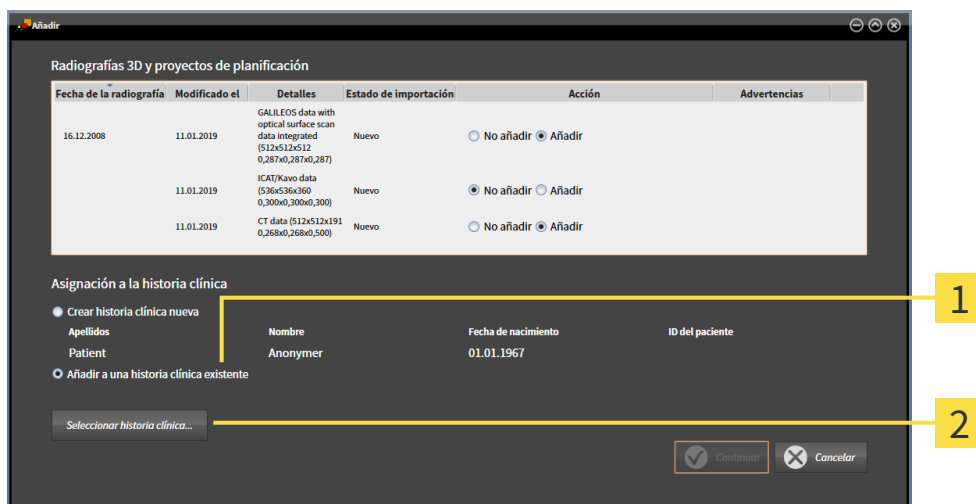 Añadir
Radiografías 3D y proyectos de planificación
Fecha de la radiografía Modificado el Detalles Estado de importación Acción Advertencias
GALILEOS data with
optical surface scan
16.12.2008 11.01.2019 data integrated Nuevo No añadir Añadir
(512x512x512
0,287x0,287x0,287)
ICAT/Kavo data
11.01.2019 (536x536x360 Nuevo No añadir Añadir
0,300x0,300x0,300)
11.01.2019 CT data (512x512x191 Nuevo No añadir Añadir
0,268x0,268x0,500)
Asignación a la historia clínica
1
Crear historia clínica nueva
Apellidos Nombre Fecha de nacimiento ID del paciente
Patient Anonymer 01.01.1967
Añadir a una historia clínica existente
Seleccionar historia clínica...
2
Continuar Cancelar